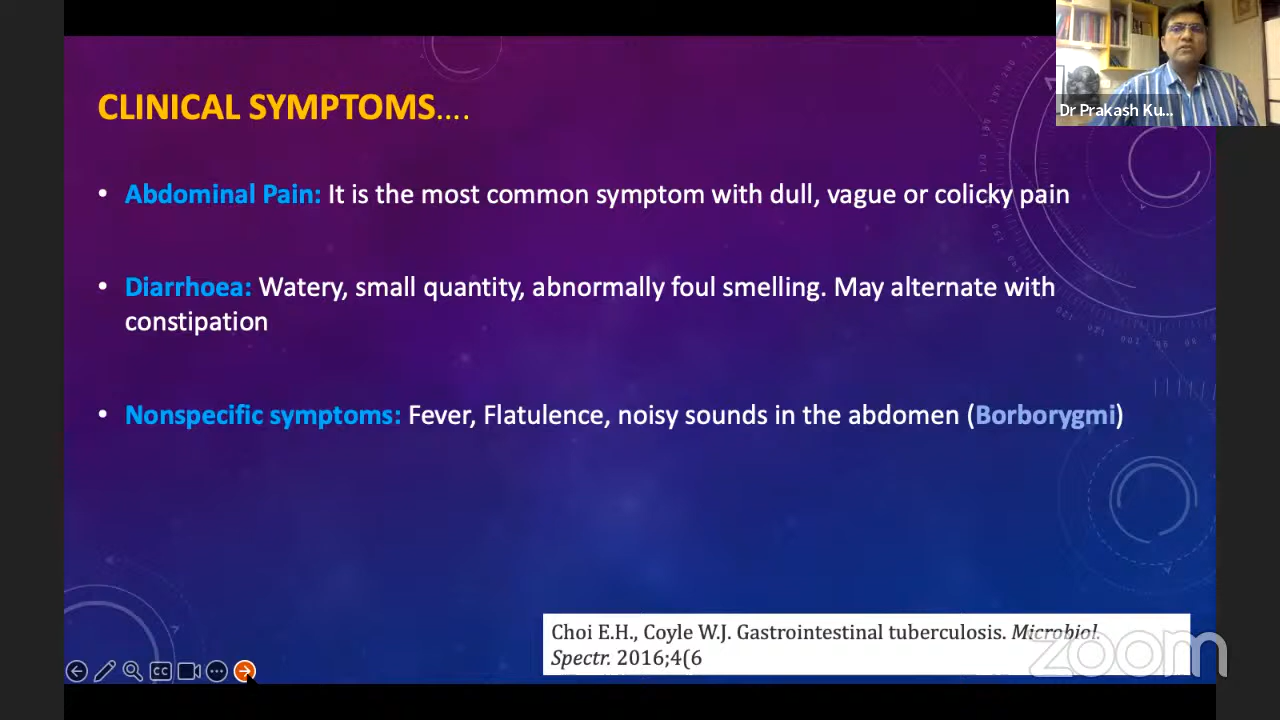 CLINICAL SYMPTOMS....
Dr Prakash Ku...
• Abdominal Pain: It is the most common symptom with dull, vague or colicky pain
• Diarrhoea: Watery, small quantity, abnormally foul smelling. May alternate with
constipation
• Nonspecific symptoms: Fever, Flatulence, noisy sounds in the abdomen (Borborygmi)
Choi E.H., Coyle W.J. Gastrointestinal tuberculosis. Microbiol.
Spectr. 2016;4(6
zoom
CC